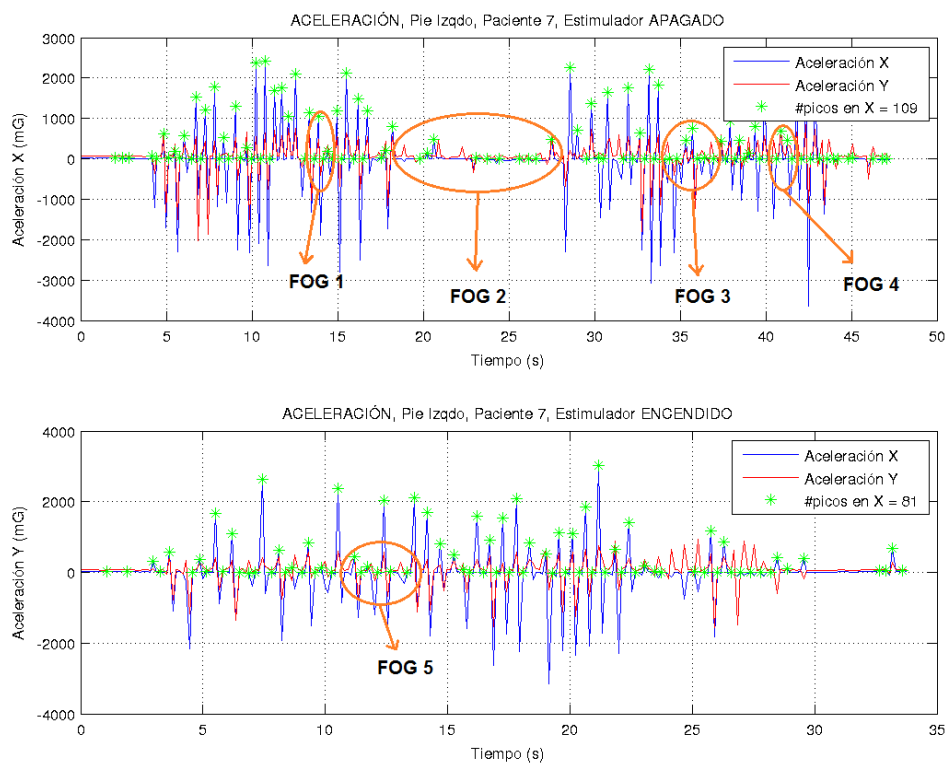 ACELERACIÓN, Pie Izqdo, Paciente 7, Estimulador APAGADO
3000
2000
1000
0
-1000
-2000
-3000
-4000
Aceleración X (mG)
Aceleración X
Aceleración Y
#picos en X = 109
FOG 1
FOG 2
FOG 3
FOG 4
0 5 10 15 20 25 30 35 40 45 50
Tiempo (s)
ACELERACIÓN, Pie Izqdo, Paciente 7, Estimulador ENCENDIDO
4000
2000
0
-2000
-4000
Aceleración Y (mG)
Aceleración X
Aceleración Y
#picos en X = 81
FOG 5
0 5 10 15 20 25 30 35
Tiempo (s)